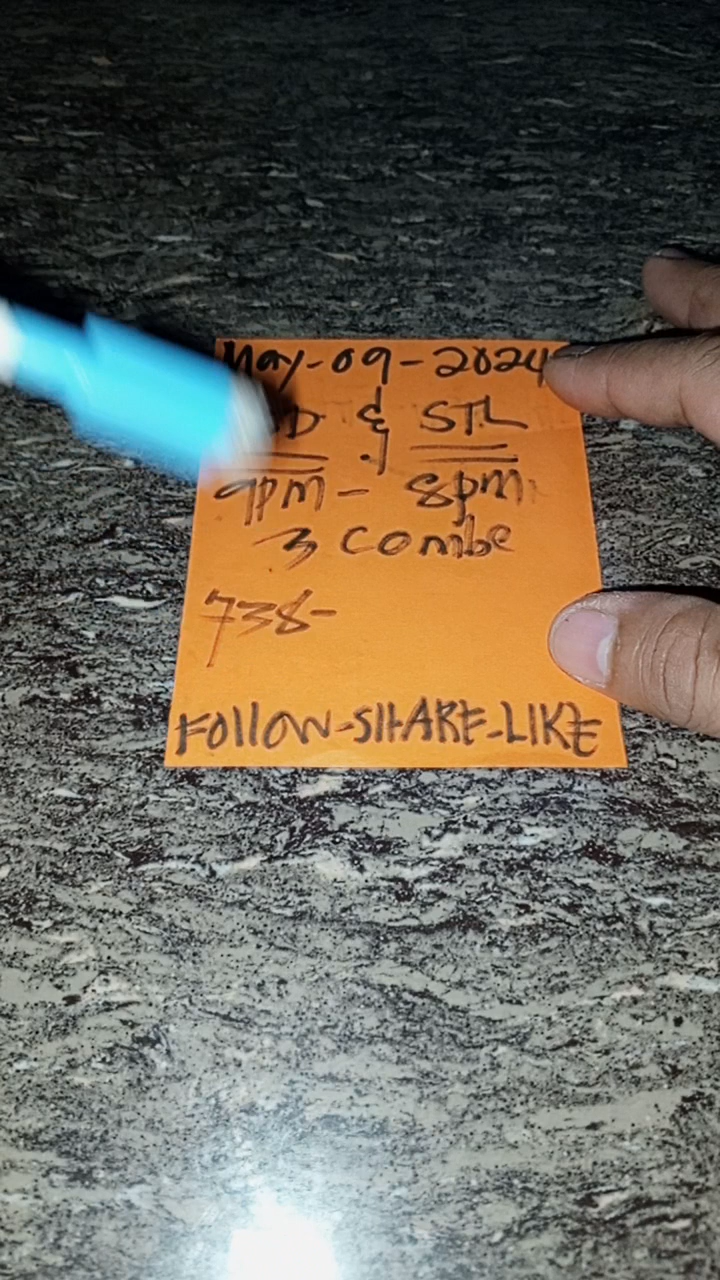 May-09-2024
& STL
9pm - 8pm
3 combe
738-
FOllOW-SHARE-LIKE